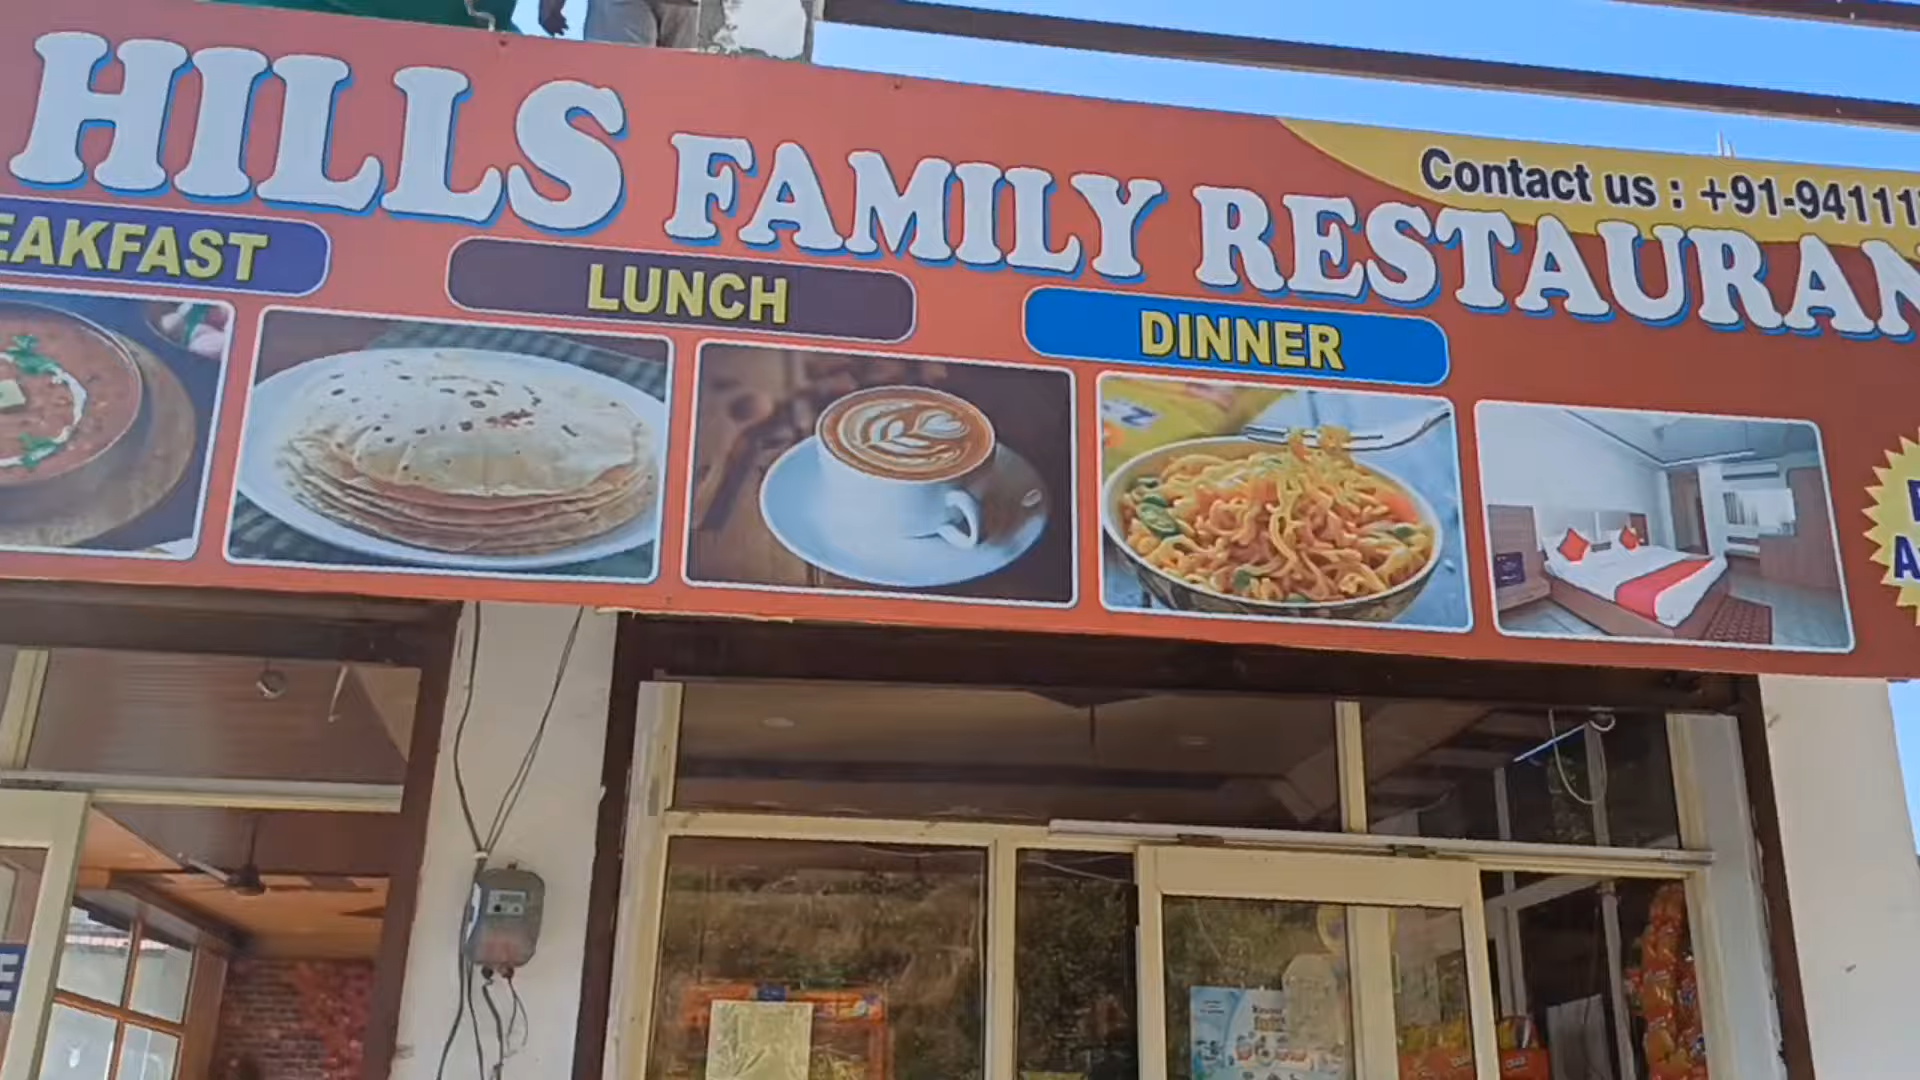 Contact us : +91-94111
HILLS FAMILY RESTAURAN
EAKFAST LUNCH DINNER